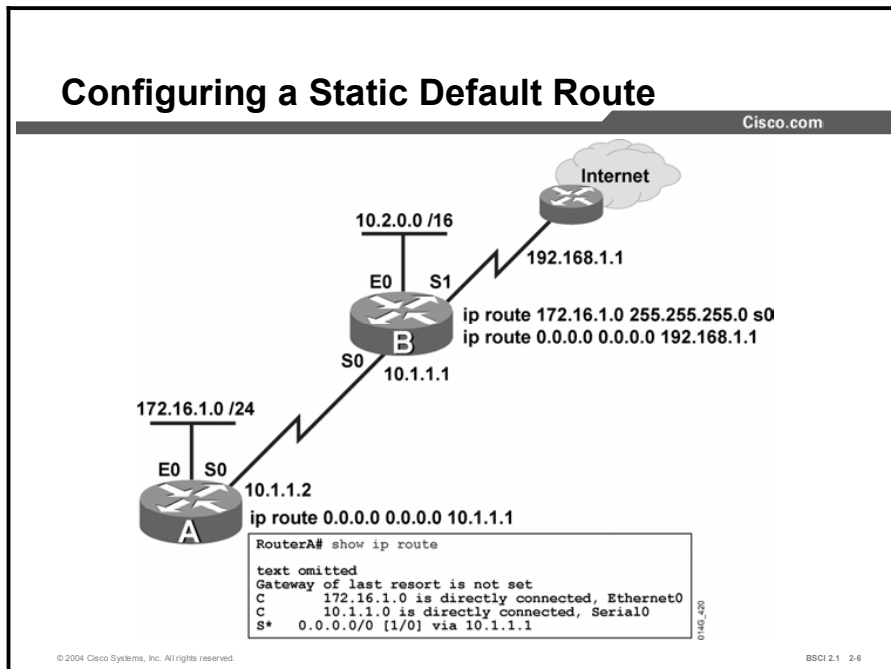 Configuring a Static Default Route
Cisco.com
Internet
10.2.0.0 /16
192.168.1.1
E0 S1
ip route 172.16.1.0 255.255.255.0 s0
B
ip route 0.0.0.0 0.0.0.0 192.168.1.1
S0
10.1.1.1
172.16.1.0 /24
E0 S0
10.1.1.2
A
ip route 0.0.0.0 0.0.0.0 10.1.1.1
RouterA# show ip route
text omitted
Gateway of last resort is not set
C 172.16.1.0 is directly connected, Ethernet0
C 10.1.1.0 is directly connected, Serial0
S* 0.0.0.0/0 [1/0] via 10.1.1.1
014G_420
© 2004 Cisco Systems, Inc. All rights reserved.
BSCI 2.1 2-6